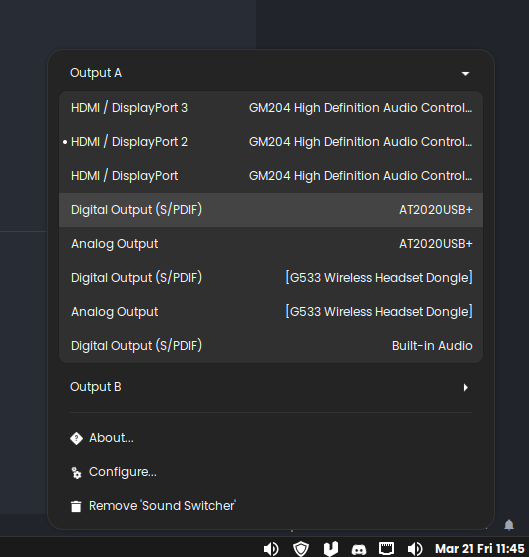 Output A
HDMI / DisplayPort 3 GM204 High Definition Audio Control...
HDMI / DisplayPort 2 GM204 High Definition Audio Control...
HDMI / DisplayPort GM204 High Definition Audio Control...
Digital Output (S/PDIF) AT2020USB+
Analog Output AT2020USB+
Digital Output (S/PDIF) [G533 Wireless Headset Dongle]
Analog Output [G533 Wireless Headset Dongle]
Digital Output (S/PDIF) Built-in Audio
Output B
About...
Configure...
Remove 'Sound Switcher'
Mar 21 Fri 11:45